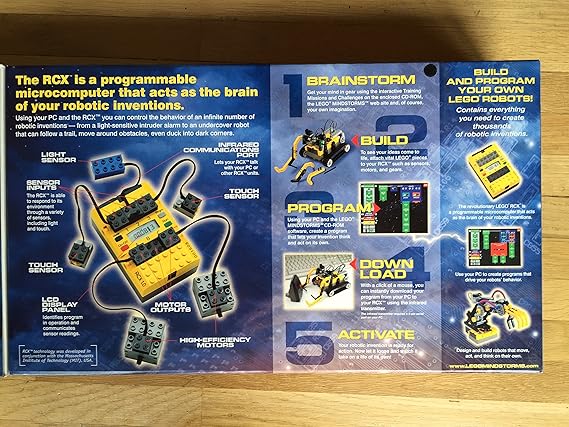 The RCX™ is a programmable
microcomputer that acts as the brain
of your robotic inventions.
Using your PC and the RCX™ you can control the behavior of an infinite number of
robotic inventions — from a light-sensitive intruder alarm to an undercover robot
that can follow a trail, move around obstacles, even duck into dark corners.
LIGHT
SENSOR
INFRARED
COMMUNICATIONS
PORT
Lets your RCX™ talk
with your PC or
other RCX™ units.
SENSOR
INPUTS
The RCX™ is able
to respond to its
environment
through a variety
of sensors,
including light
and touch.
TOUCH
SENSOR
TOUCH
SENSOR
LCD
DISPLAY
PANEL
Identifies program
in operation and
communicates
sensor readings.
MOTOR
OUTPUTS
HIGH-EFFICIENCY
MOTORS
RCX™ technology was developed in
conjunction with the Massachusetts
Institute of Technology (MIT), USA.
1 BRAINSTORM
Get your mind in gear using the interactive Training
Missions and Challenges on the enclosed CD-ROM,
the LEGO® MINDSTORMS™ web site and, of course,
your own imagination.
2 BUILD
To see your ideas come to
life, attach vital LEGO® pieces
to your RCX™ such as sensors,
motors, and gears.
3 PROGRAM
Using your PC and the LEGO®
MINDSTORMS™ CD-ROM
software, create a program
that lets your invention think
and act on its own.
4 DOWN
LOAD
With a click of a mouse, you
can instantly download your
program from your PC to
your RCX™ using the infrared
transmitter.
5 ACTIVATE
Your robotic invention is ready for
action. Now let it loose and watch it
take on a life of its own!
BUILD
AND PROGRAM
YOUR OWN
LEGO ROBOTS!
Contains everything
you need to create
thousands
of robotic inventions.
The revolutionary LEGO® RCX™ is
a programmable microcomputer that acts
as the brain of your robotic inventions.
Use your PC to create programs that
drive your robots' behavior.
Design and build robots that move,
act, and think on their own.
www.LEGOMINDSTORMS.com